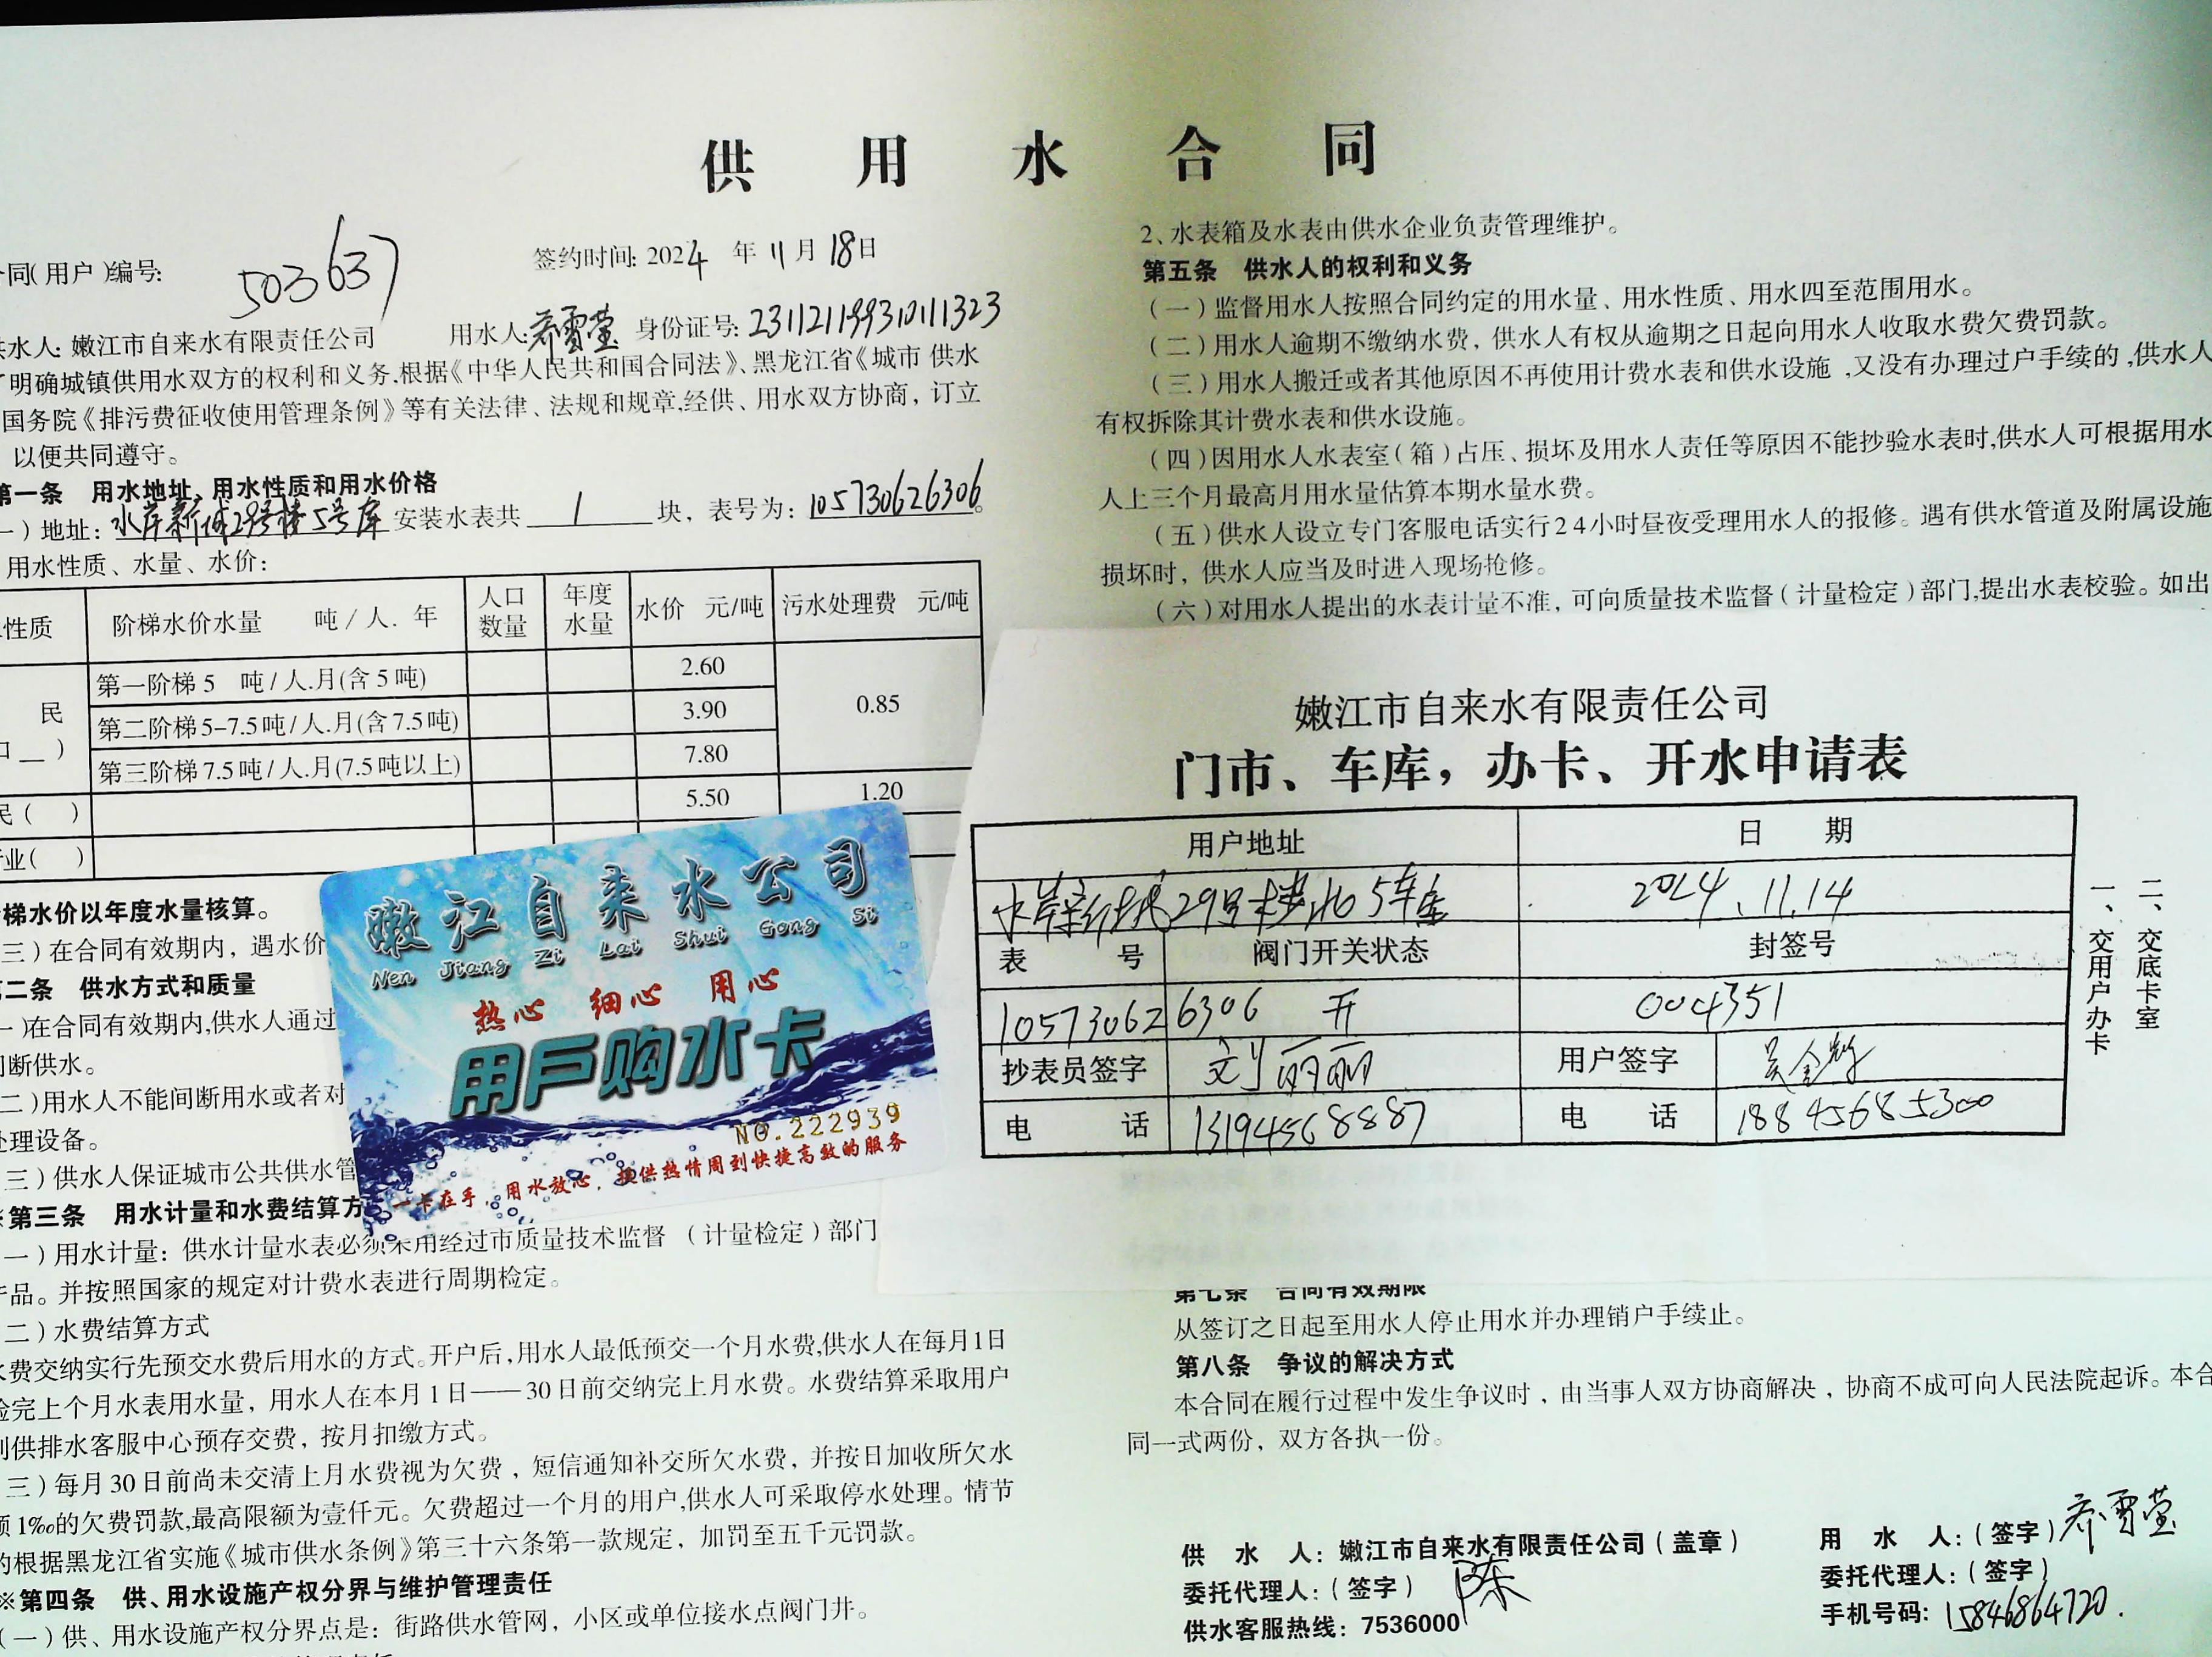 供用水合同
同(用户)编号: 503637
签约时间: 2024年11月18日
水人: 嫩江市自来水有限责任公司 用水人: 乔雪莹 身份证号: 231121199310111323
明确城镇供用水双方的权利和义务,根据《中华人民共和国合同法》、黑龙江省《城市 供水
国务院《排污费征收使用管理条例》等有关法律、法规和规章,经供、用水双方协商，订立
以便共同遵守。
第一条 用水地址、用水性质和用水价格
一)地址: 水岸新城29号楼5号库 安装水表共 1 块，表号为: 105730626306。
用水性质、水量、水价:
性质 阶梯水价水量 吨/人.年 人口数量 年度水量 水价 元/吨 污水处理费 元/吨
民 第一阶梯 5 吨/人.月(含5吨) 2.60 0.85
第二阶梯 5-7.5吨/人.月(含7.5吨) 3.90
第三阶梯 7.5吨/人.月(7.5吨以上) 7.80
民( ) 5.50 1.20
业( )
梯水价以年度水量核算。
三)在合同有效期内，遇水价
二条 供水方式和质量
一)在合同有效期内,供水人通过
断供水。
二)用水人不能间断用水或者对
处理设备。
三)供水人保证城市公共供水管
※第三条 用水计量和水费结算方
一)用水计量: 供水计量水表必须采用经过市质量技术监督 (计量检定)部门
产品。并按照国家的规定对计费水表进行周期检定。
二)水费结算方式
水费交纳实行先预交水费后用水的方式。开户后,用水人最低预交一个月水费,供水人在每月1日
验完上个月水表用水量，用水人在本月1日——30日前交纳完上月水费。水费结算采取用户
到供排水客服中心预存交费，按月扣缴方式。
三)每月30日前尚未交清上月水费视为欠费，短信通知补交所欠水费，并按日加收所欠水
额1‰的欠费罚款,最高限额为壹仟元。欠费超过一个月的用户,供水人可采取停水处理。情节
的根据黑龙江省实施《城市供水条例》第三十六条第一款规定，加罚至五千元罚款。
※第四条 供、用水设施产权分界与维护管理责任
(一)供、用水设施产权分界点是: 街路供水管网，小区或单位接水点阀门井。
2、水表箱及水表由供水企业负责管理维护。
第五条 供水人的权利和义务
(一)监督用水人按照合同约定的用水量、用水性质、用水四至范围用水。
(二)用水人逾期不缴纳水费，供水人有权从逾期之日起向用水人收取水费欠费罚款。
(三)用水人搬迁或者其他原因不再使用计费水表和供水设施,又没有办理过户手续的,供水人
有权拆除其计费水表和供水设施。
(四)因用水人水表室(箱)占压、损坏及用水人责任等原因不能抄验水表时,供水人可根据用水
人上三个月最高月用水量估算本期水量水费。
(五)供水人设立专门客服电话实行24小时昼夜受理用水人的报修。遇有供水管道及附属设施
损坏时，供水人应当及时进入现场抢修。
(六)对用水人提出的水表计量不准，可向质量技术监督(计量检定)部门,提出水表校验。如出
嫩江市自来水有限责任公司
门市、车库，办卡、开水申请表
用户地址 日 期
水岸新城29号楼北5车库 2024.11.14
表 号 阀门开关状态 封签号
105730626306 开 004351
抄表员签字 刘丽丽 用户签字
电 话 13194568887 电 话 18845685300
一、交用户办卡
二、交底卡室
嫩江自来水公司
Nen Jiang Zi Lai Shui Gong Si
热心 细心 用心
用户购水卡
NO.222939
一卡在手，用水放心，提供热情周到快捷高效的服务
第七条 合同有效期限
从签订之日起至用水人停止用水并办理销户手续止。
第八条 争议的解决方式
本合同在履行过程中发生争议时，由当事人双方协商解决，协商不成可向人民法院起诉。本合
同一式两份，双方各执一份。
供 水 人: 嫩江市自来水有限责任公司(盖章)
委托代理人:(签字) 陈
供水客服热线: 7536000
用 水 人:(签字) 乔雪莹
委托代理人:(签字)
手机号码: 15846864720.